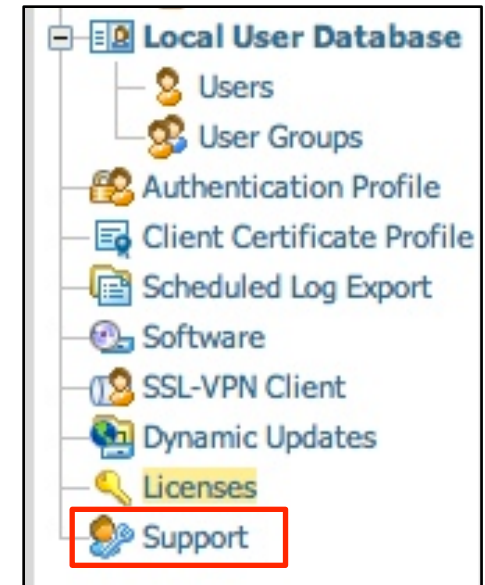 Local User Database
Users
User Groups
Authentication Profile
Client Certificate Profile
Scheduled Log Export
Software
SSL-VPN Client
Dynamic Updates
Licenses
Support